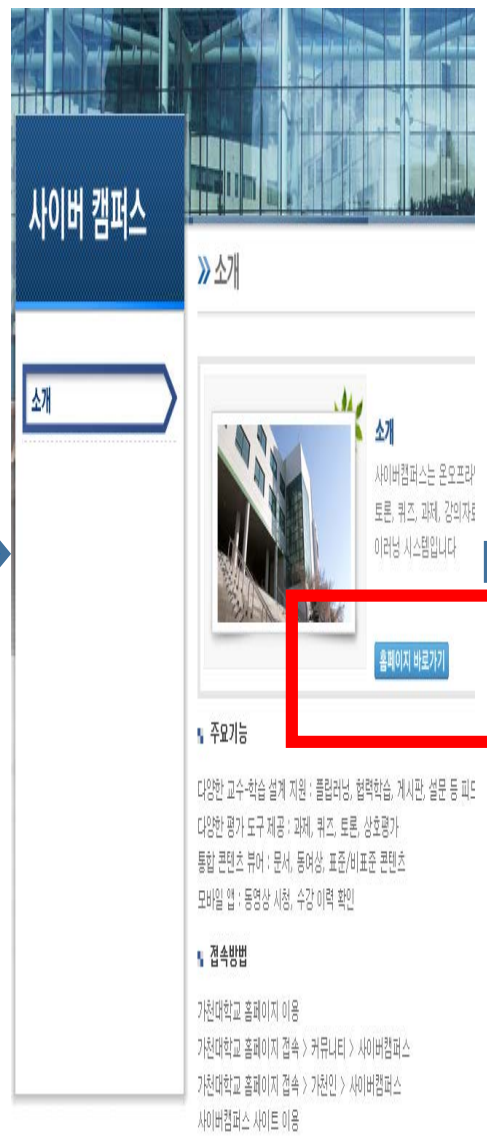 사이버 캠퍼스
소개
소개
소개
사이버캠퍼스는 온오프라
토론, 퀴즈, 과제, 강의자료
이러닝 시스템입니다
홈페이지 바로가기
주요기능
다양한 교수-학습 설계 지원 : 플립러닝, 협력학습, 게시판, 설문 등 피드
다양한 평가 도구 제공 : 과제, 퀴즈, 토론, 상호평가
통합 콘텐츠 뷰어 : 문서, 동여상, 표준/비표준 콘텐츠
모바일 앱 : 동영상 시청, 수강 이력 확인
접속방법
가천대학교 홈페이지 이용
가천대학교 홈페이지 접속 > 커뮤니티 > 사이버캠퍼스
가천대학교 홈페이지 접속 > 가천인 > 사이버캠퍼스
사이버캠퍼스 사이트 이용